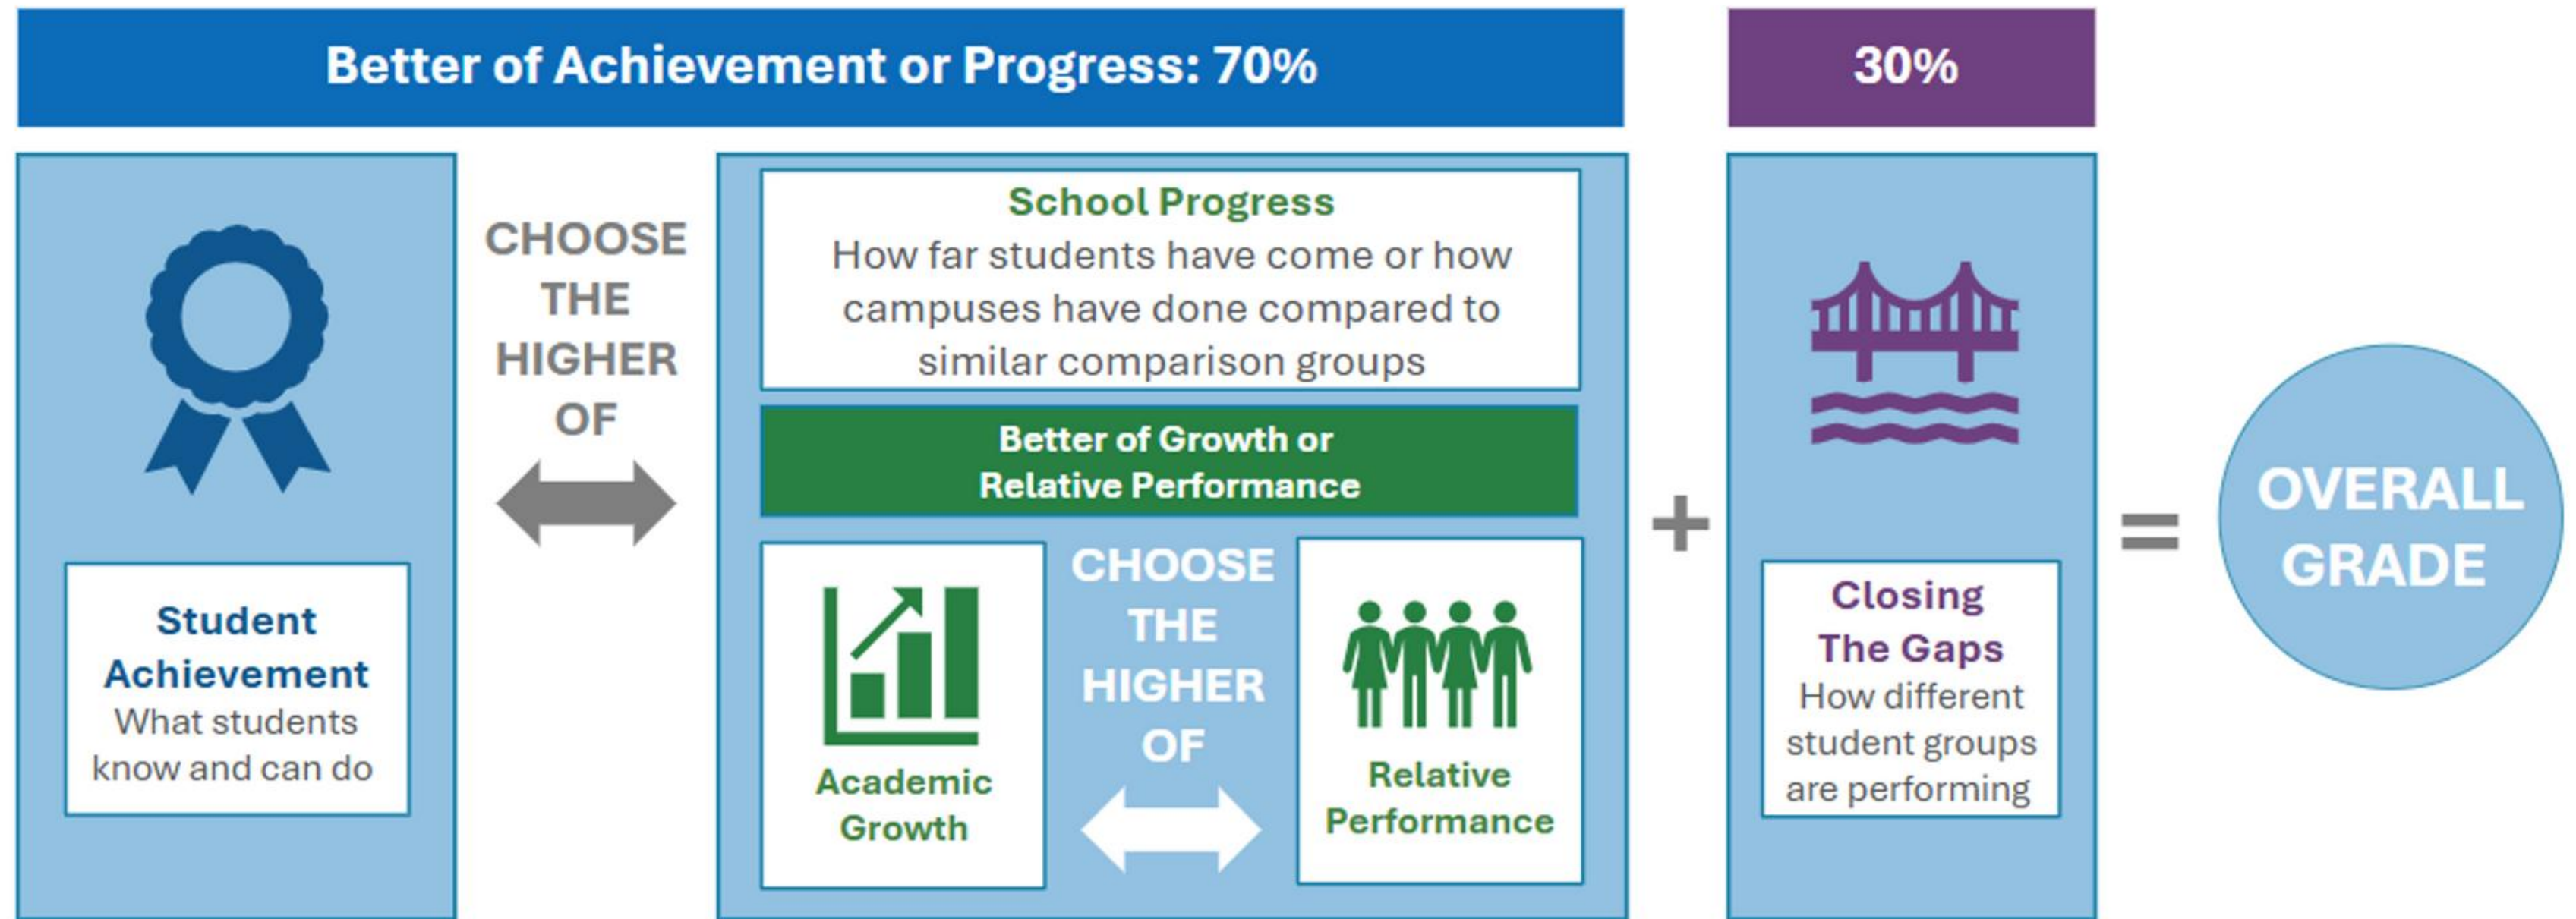 Better of Achievement or Progress: 70%
30%
Student
Achievement
What students
know and can do
CHOOSE
THE
HIGHER
OF
School Progress
How far students have come or how
campuses have done compared to
similar comparison groups
Better of Growth or
Relative Performance
Academic
Growth
CHOOSE
THE
HIGHER
OF
Relative
Performance
+
Closing
The Gaps
How different
student groups
are performing
=
OVERALL
GRADE